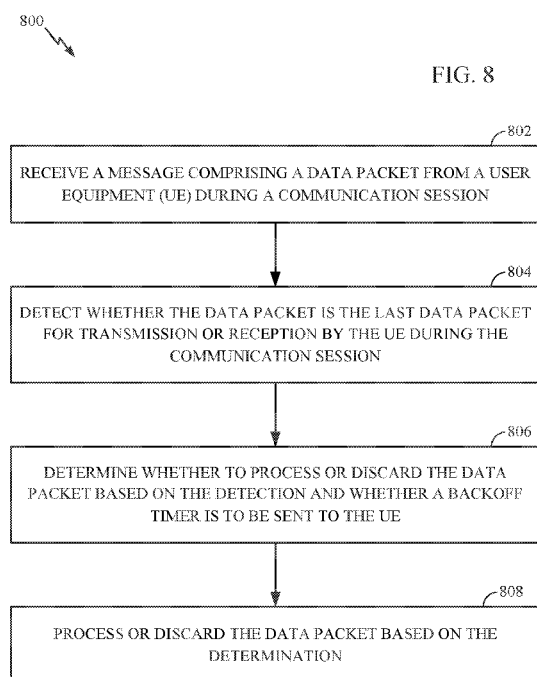 800
FIG. 8
802
RECEIVE A MESSAGE COMPRISING A DATA PACKET FROM A USER
EQUIPMENT (UE) DURING A COMMUNICATION SESSION
804
DETECT WHETHER THE DATA PACKET IS THE LAST DATA PACKET
FOR TRANSMISSION OR RECEPTION BY THE UE DURING THE
COMMUNICATION SESSION
806
DETERMINE WHETHER TO PROCESS OR DISCARD THE DATA
PACKET BASED ON THE DETECTION AND WHETHER A BACKOFF
TIMER IS TO BE SENT TO THE UE
808
PROCESS OR DISCARD THE DATA PACKET BASED ON THE
DETERMINATION